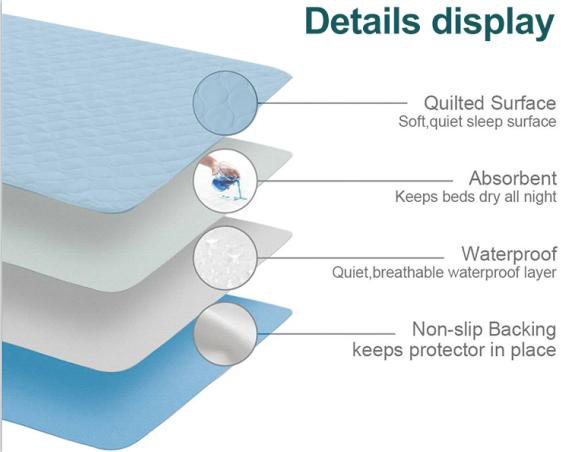 Details display
Quilted Surface
Soft,quiet sleep surface
Absorbent
Keeps beds dry all night
Waterproof
Quiet,breathable waterproof layer
Non-slip Backing
keeps protector in place